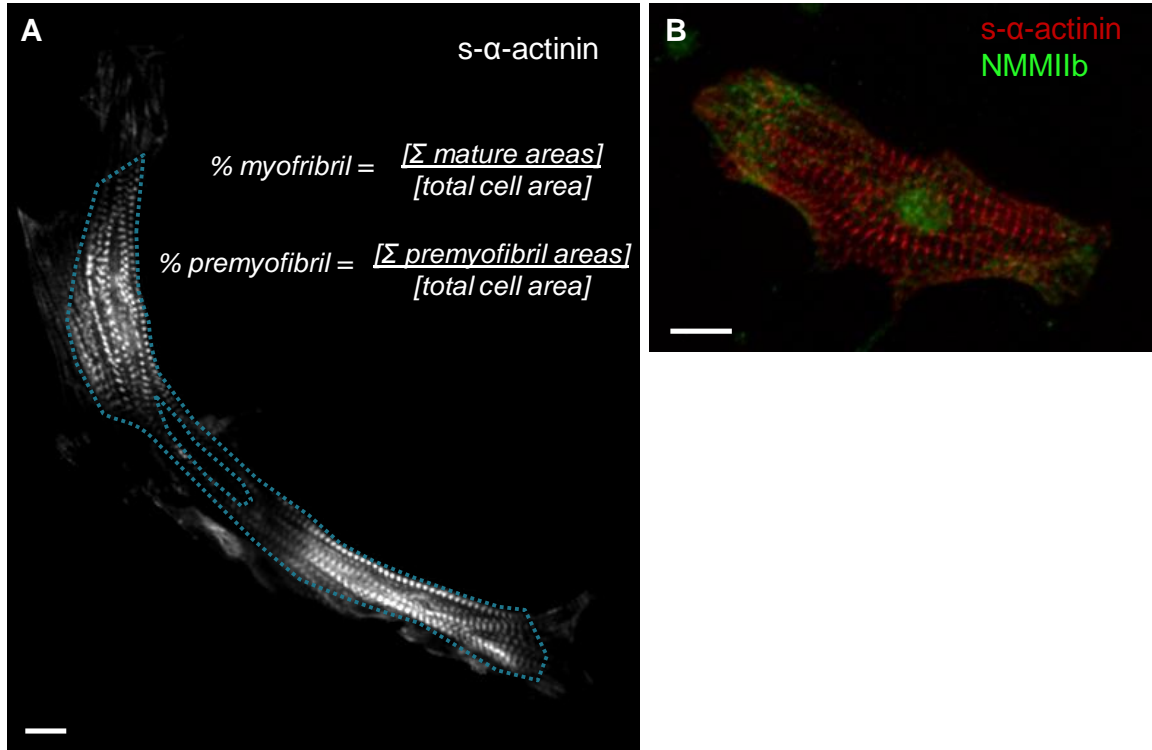 A
s-α-actinin
% myofribril = [Σ mature areas]
[total cell area]
% premyofibril = [Σ premyofibril areas]
[total cell area]
B
s-α-actinin
NMMIIb